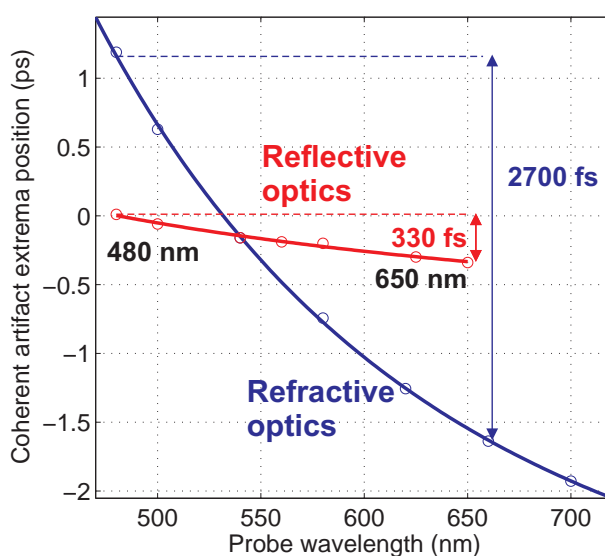 Coherent artifact extrema position (ps)
1
0.5
0
−0.5
−1
−1.5
−2
Reflective
optics
2700 fs
330 fs
480 nm
650 nm
Refractive
optics
500
550
600
650
700
Probe wavelength (nm)